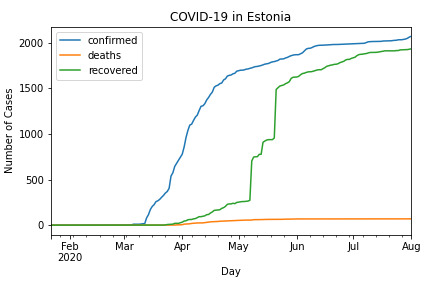 COVID-19 in Estonia
confirmed
deaths
recovered
Number of Cases
2000
1500
1000
500
0
Feb
2020
Mar
Apr
May
Jun
Jul
Aug
Day